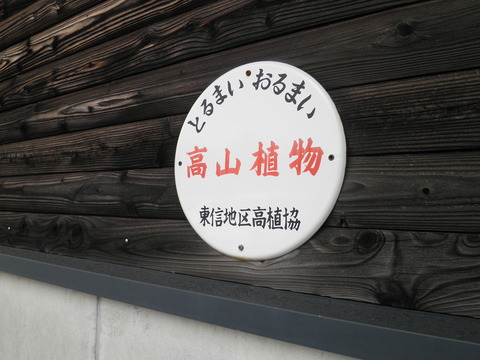 とるまい おるまい
高山植物
東信地区高植協